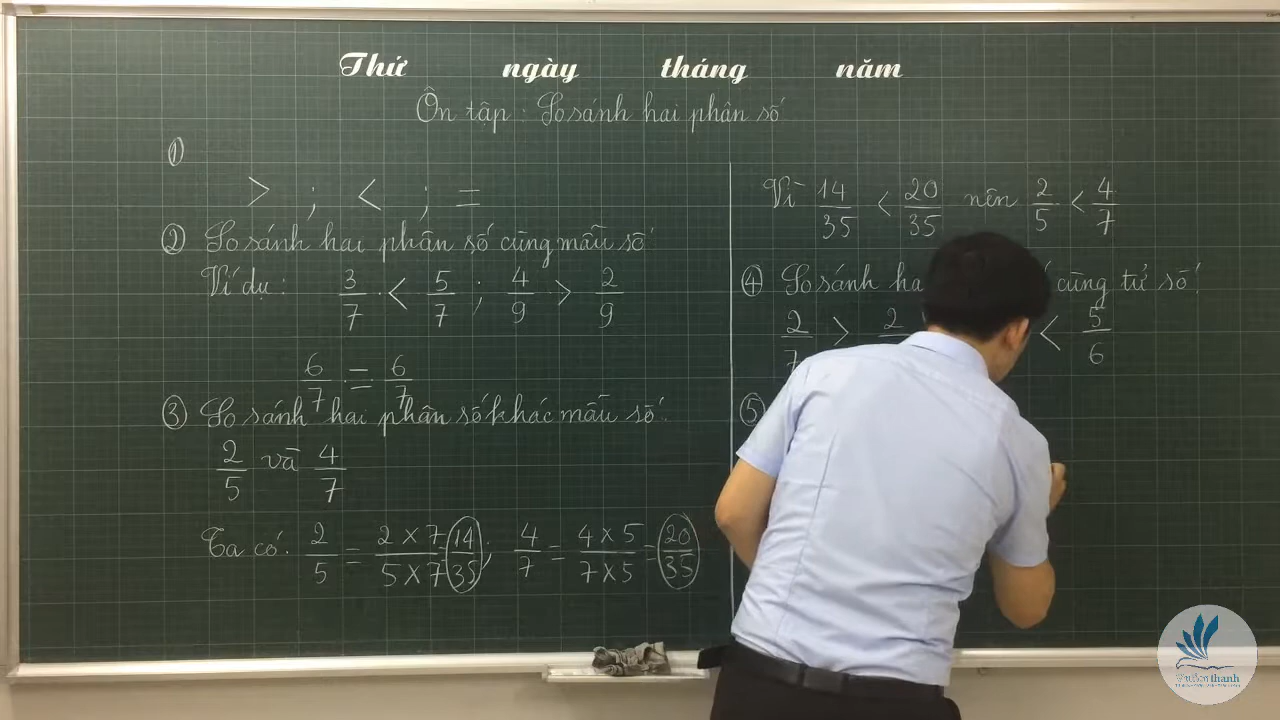 Thứ ngày tháng năm
Ôn tập : So sánh hai phân số
①
> ; < ; =
② So sánh hai phân số cùng mẫu số
Ví dụ : 3/7 < 5/7 ; 4/9 > 2/9
6/7 = 6/7
③ So sánh hai phân số khác mẫu số.
2/5 và 4/7
Ta có: 2/5 = 2 × 7/5 × 7 = 14/35 ; 4/7 = 4 × 5/7 × 5 = 20/35
Vì 14/35 < 20/35 nên 2/5 < 4/7
④ So sánh cùng tử số.
2/7 > 2 < 5/6
⑤
thanh